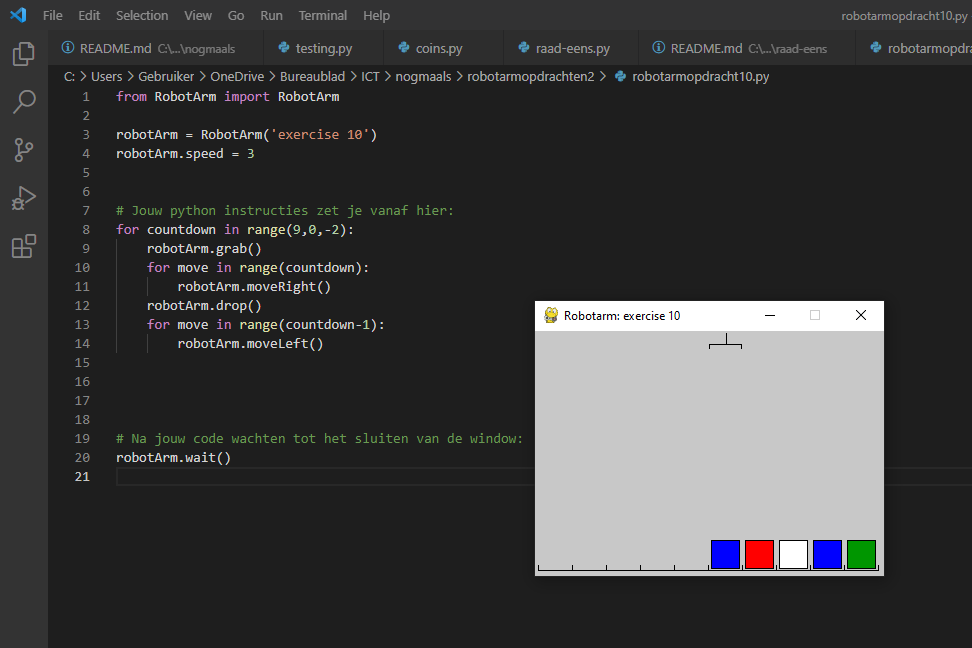 File Edit Selection View Go Run Terminal Help robotarmopdracht10.py
README.md C:\...\nogmaals testing.py coins.py raad-eens.py README.md C:\...\raad-eens robotarmopdra
C: > Users > Gebruiker > OneDrive > Bureaublad > ICT > nogmaals > robotarmopdrachten2 > robotarmopdracht10.py
1 from RobotArm import RobotArm
2
3 robotArm = RobotArm('exercise 10')
4 robotArm.speed = 3
5
6
7 # Jouw python instructies zet je vanaf hier:
8 for countdown in range(9,0,-2):
9     robotArm.grab()
10     for move in range(countdown):
11         robotArm.moveRight()
12     robotArm.drop()
13     for move in range(countdown-1):
14         robotArm.moveLeft()
15
16
17
18
19 # Na jouw code wachten tot het sluiten van de window:
20 robotArm.wait()
21
Robotarm: exercise 10